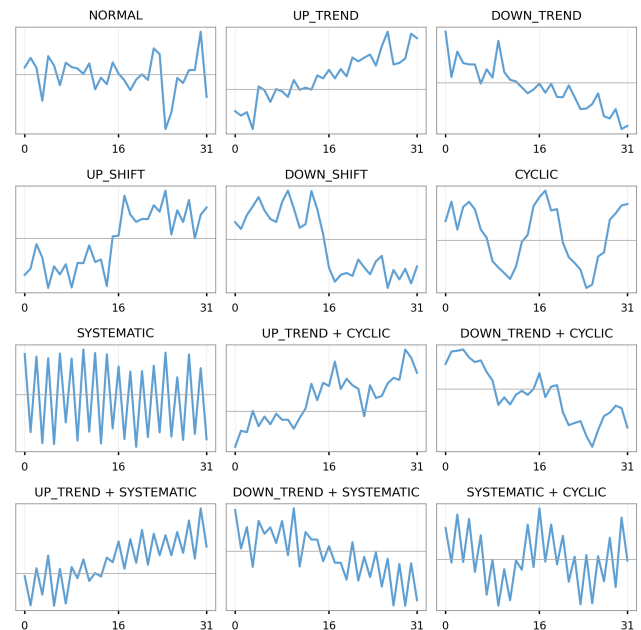 NORMAL UP_TREND DOWN_TREND
0 16 31 0 16 31 0 16 31
UP_SHIFT DOWN_SHIFT CYCLIC
0 16 31 0 16 31 0 16 31
SYSTEMATIC UP_TREND + CYCLIC DOWN_TREND + CYCLIC
0 16 31 0 16 31 0 16 31
UP_TREND + SYSTEMATIC DOWN_TREND + SYSTEMATIC SYSTEMATIC + CYCLIC
0 16 31 0 16 31 0 16 31